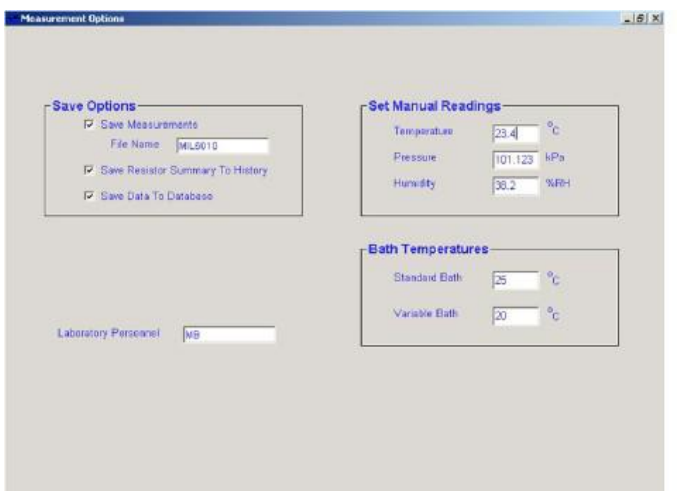 Measurement Options
Save Options
Save Measurements
File Name MIL6010
Save Resistor Summary To History
Save Data To Database
Laboratory Personnel MB
Set Manual Readings
Temperature 23.4 °C
Pressure 101.123 kPa
Humidity 38.2 %RH
Bath Temperatures
Standard Bath 25 °C
Variable Bath 20 °C